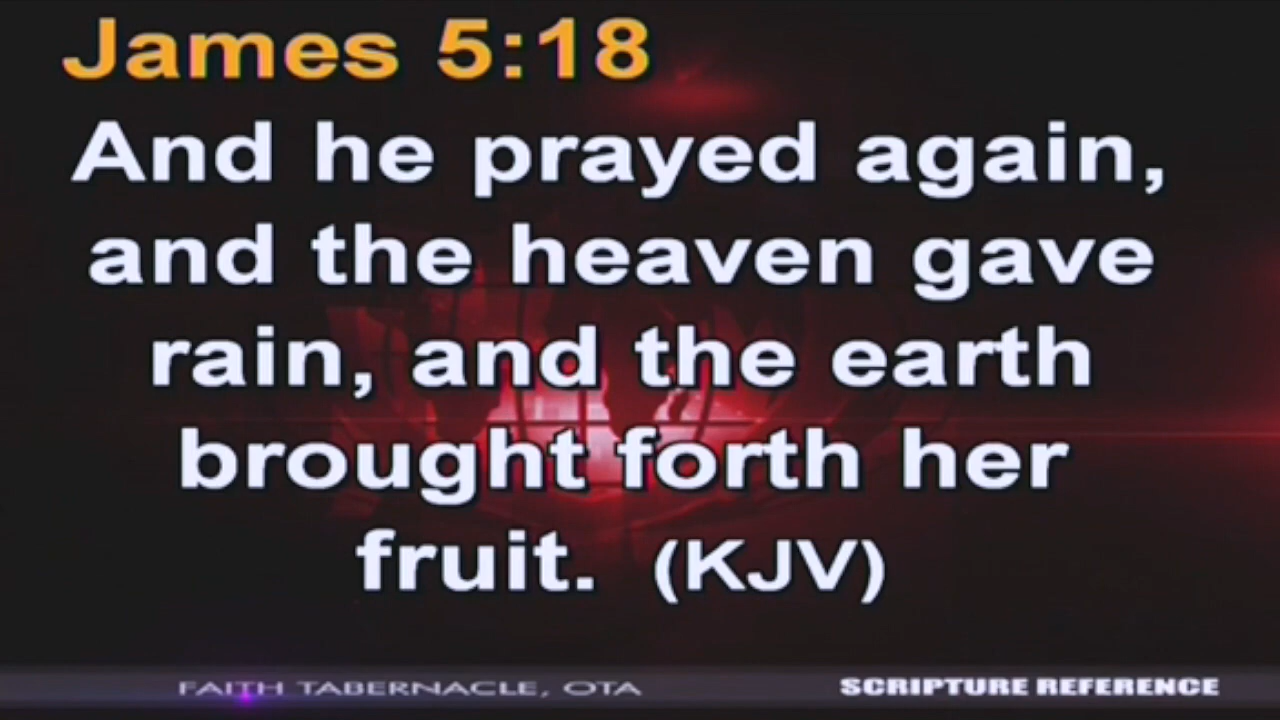 James 5:18
And he prayed again,
and the heaven gave
rain, and the earth
brought forth her
fruit. (KJV)
FAITH TABERNACLE, OTA
SCRIPTURE REFERENCE